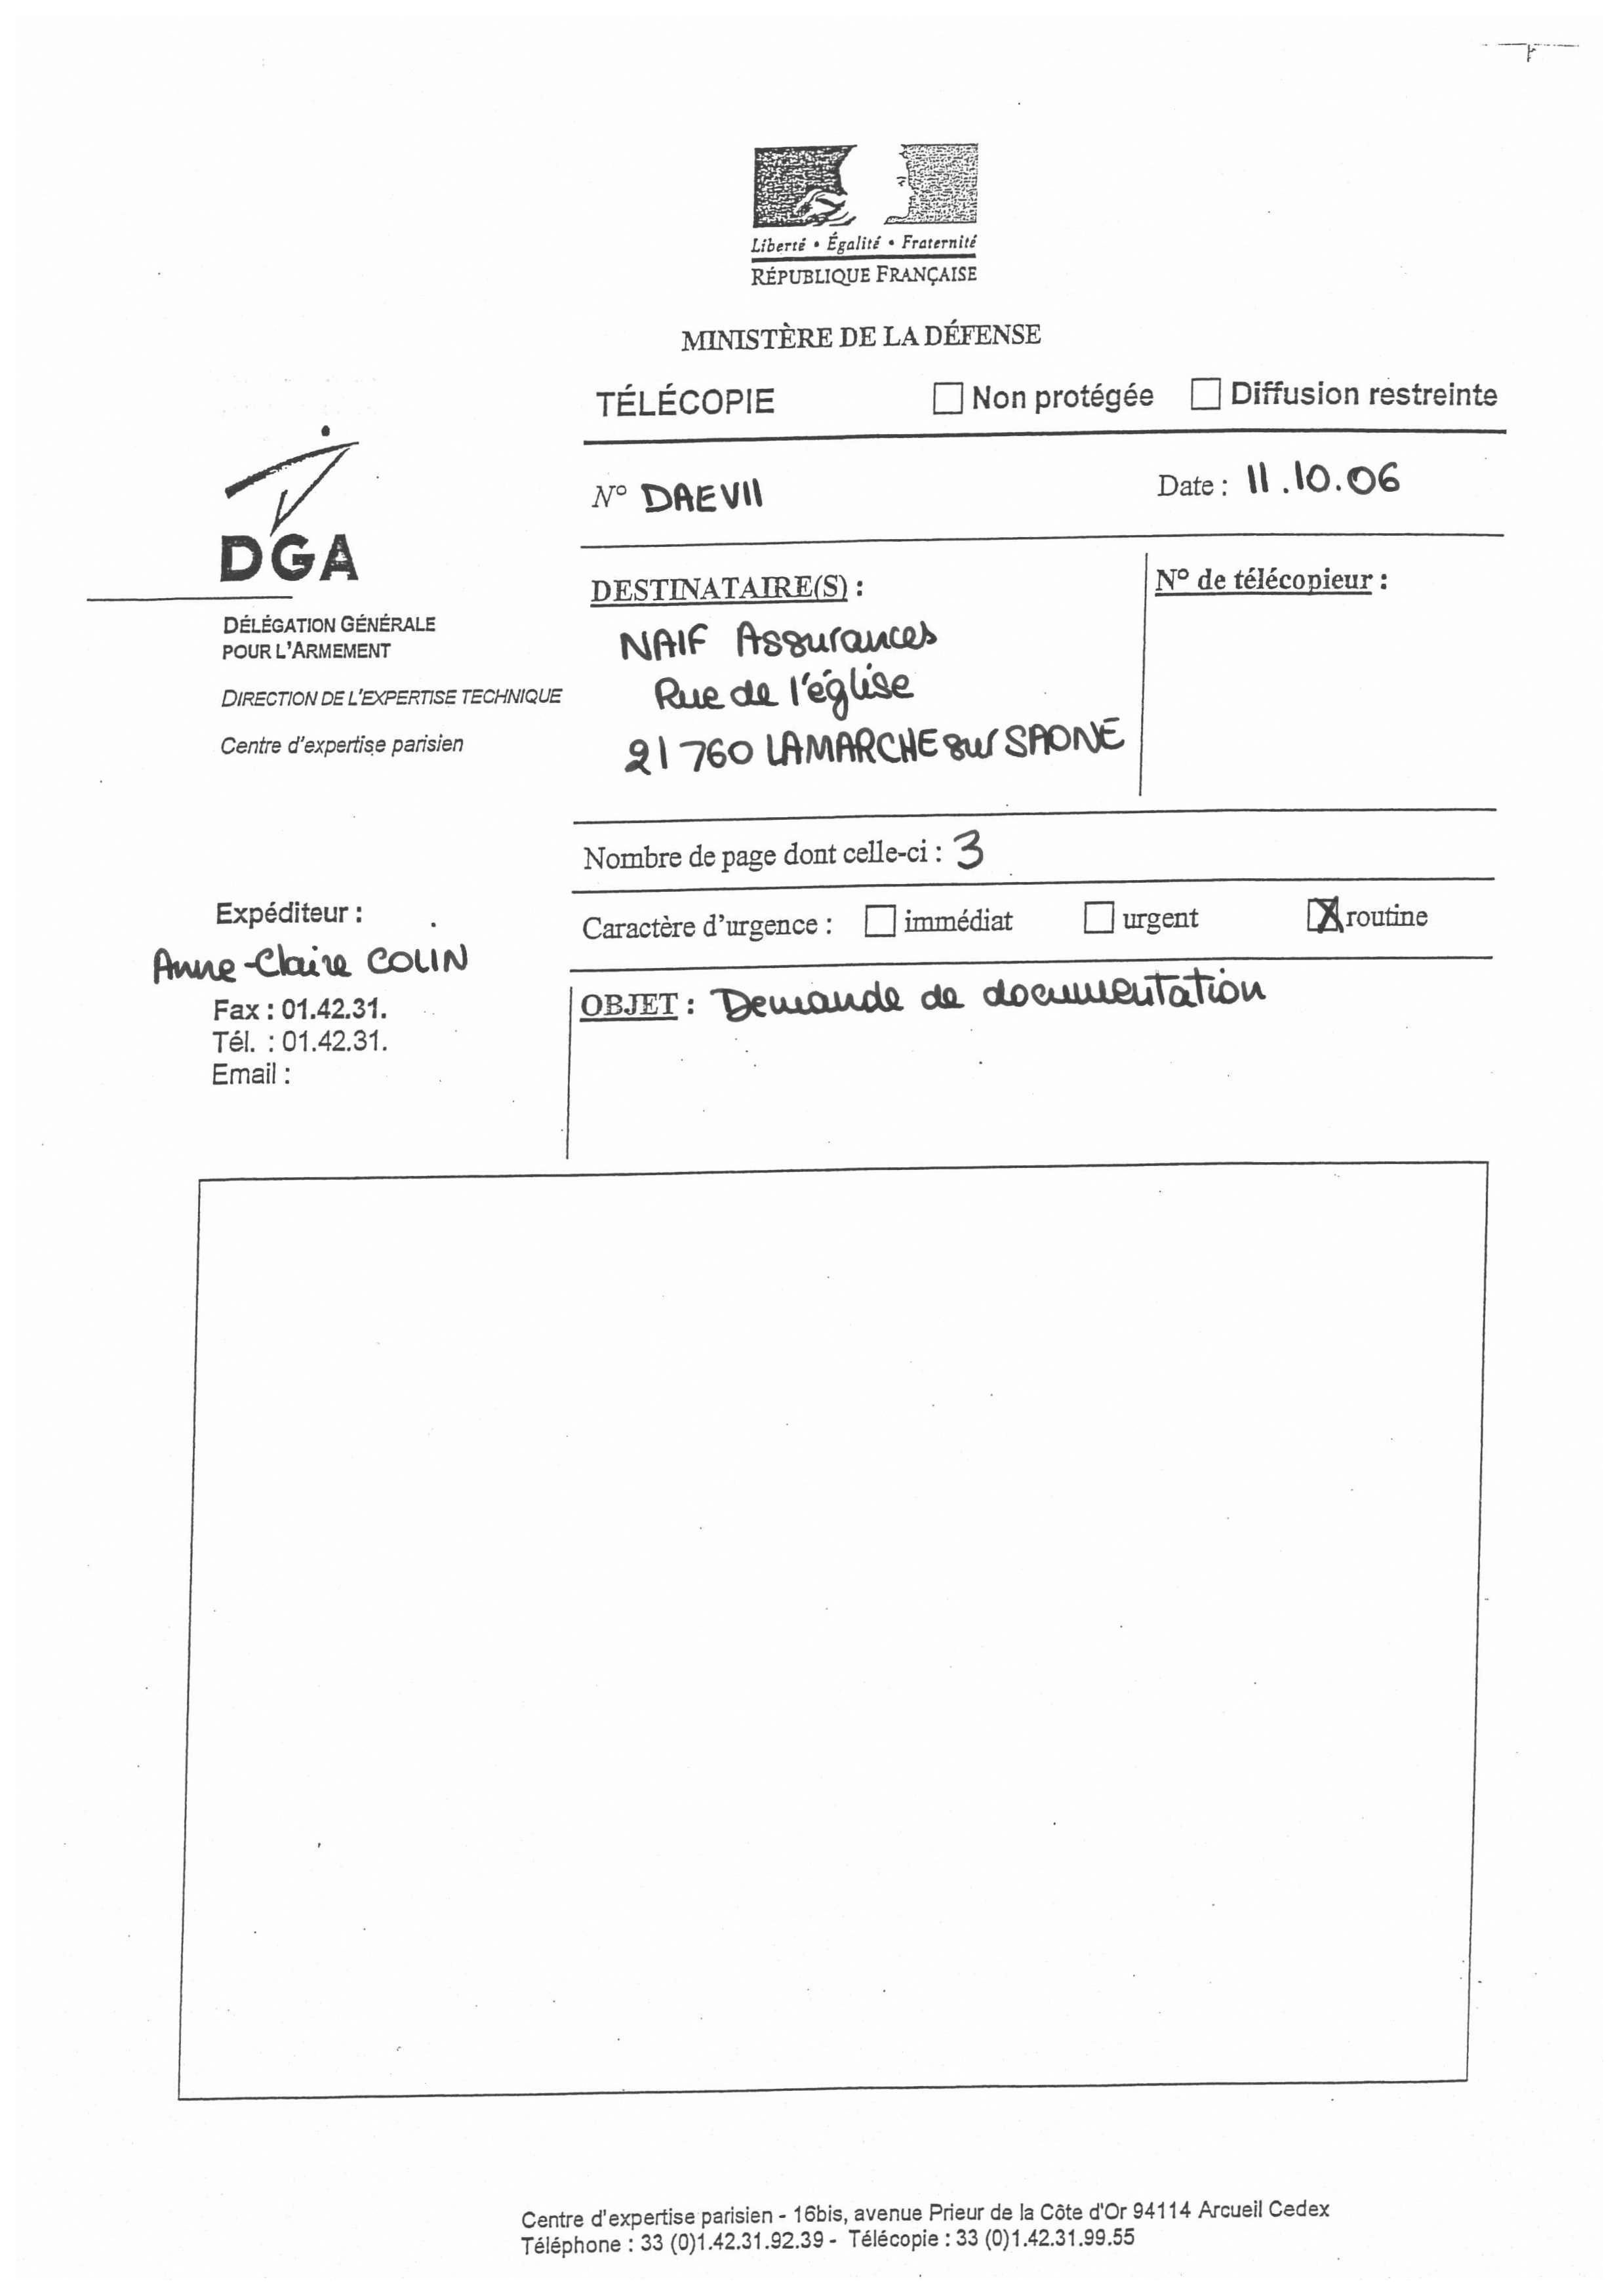 Liberté • Égalité • Fraternité
RÉPUBLIQUE FRANÇAISE
MINISTÈRE DE LA DÉFENSE
TÉLÉCOPIE ☐ Non protégée ☐ Diffusion restreinte
N° DAEVII Date : 11.10.06
DGA
DÉLÉGATION GÉNÉRALE
POUR L'ARMEMENT
DIRECTION DE L'EXPERTISE TECHNIQUE
Centre d'expertise parisien
DESTINATAIRE(S) : N° de télécopieur :
NAIF Assurances
Rue de l'église
21760 LAMARCHE sur SAONE
Nombre de page dont celle-ci : 3
Caractère d'urgence : ☐ immédiat ☐ urgent ☒ routine
Expéditeur :
Anne-Claire COLIN
Fax : 01.42.31.
Tél. : 01.42.31.
Email :
OBJET : Demande de documentation
Centre d'expertise parisien - 16bis, avenue Prieur de la Côte d'Or 94114 Arcueil Cedex
Téléphone : 33 (0)1.42.31.92.39 - Télécopie : 33 (0)1.42.31.99.55